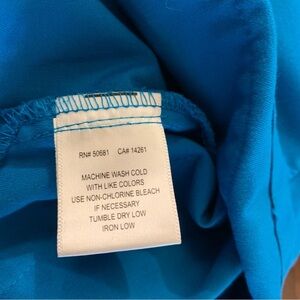 RN# 50681 CA# 14261
MACHINE WASH COLD
WITH LIKE COLORS
USE NON-CHLORINE BLEACH
IF NECESSARY
TUMBLE DRY LOW
IRON LOW